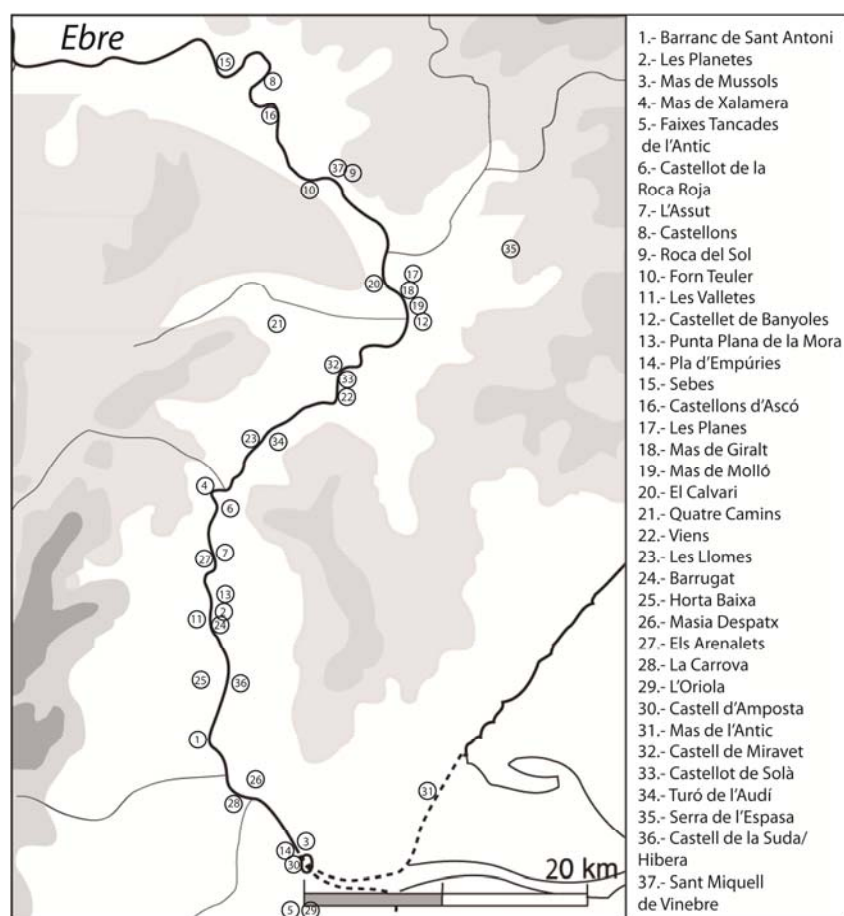 Ebre
15
8
16
37
9
10
35
17
20
18
19
12
21
32
33
22
23
34
4
6
7
27
13
2
11
24
25
36
1
26
28
31
3
14
30
20 km
5
29
1.- Barranc de Sant Antoni
2.- Les Planetes
3.- Mas de Mussols
4.- Mas de Xalamera
5.- Faixes Tancades
de l'Antic
6.- Castellot de la
Roca Roja
7.- L'Assut
8.- Castellons
9.- Roca del Sol
10.- Forn Teuler
11.- Les Valletes
12.- Castellet de Banyoles
13.- Punta Plana de la Mora
14.- Pla d'Empúries
15.- Sebes
16.- Castellons d'Ascó
17.- Les Planes
18.- Mas de Giralt
19.- Mas de Molló
20.- El Calvari
21.- Quatre Camins
22.- Viens
23.- Les Llomes
24.- Barrugat
25.- Horta Baixa
26.- Masia Despatx
27.- Els Arenalets
28.- La Carrova
29.- L'Oriola
30.- Castell d'Amposta
31.- Mas de l'Antic
32.- Castell de Miravet
33.- Castellot de Solà
34.- Turó de l'Audí
35.- Serra de l'Espasa
36.- Castell de la Suda/
Hibera
37.- Sant Miquell
de Vinebre